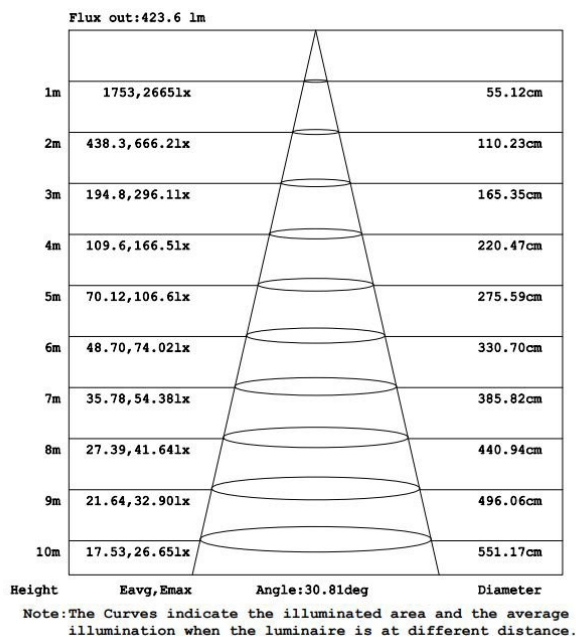 Flux out:423.6 lm
1m 1753,2665lx 55.12cm
2m 438.3,666.2lx 110.23cm
3m 194.8,296.1lx 165.35cm
4m 109.6,166.5lx 220.47cm
5m 70.12,106.6lx 275.59cm
6m 48.70,74.02lx 330.70cm
7m 35.78,54.38lx 385.82cm
8m 27.39,41.64lx 440.94cm
9m 21.64,32.90lx 496.06cm
10m 17.53,26.65lx 551.17cm
Height Eavg,Emax Angle:30.81deg Diameter
Note:The Curves indicate the illuminated area and the average
illumination when the luminaire is at different distance.